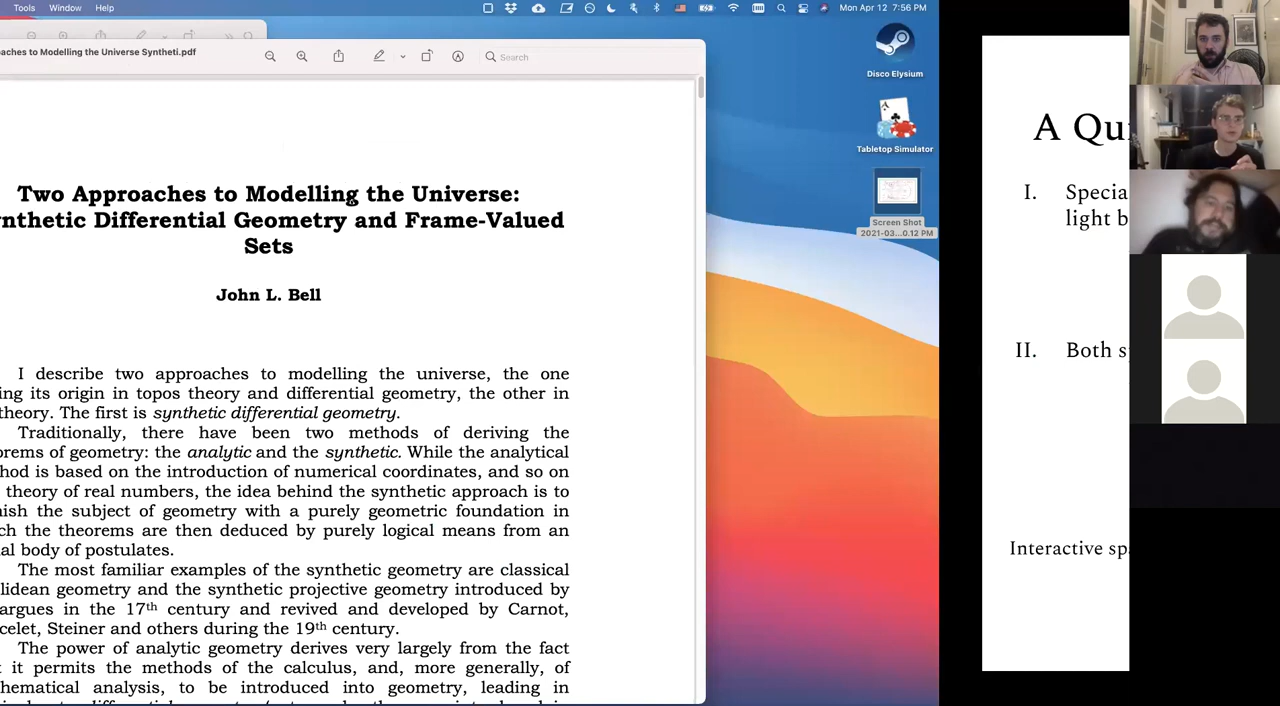 Tools Window Help
Mon Apr 12 7:56 PM
aches to Modelling the Universe Syntheti.pdf
Search
Two Approaches to Modelling the Universe:
nthetic Differential Geometry and Frame-Valued
Sets
John L. Bell
I describe two approaches to modelling the universe, the one
ing its origin in topos theory and differential geometry, the other in
theory. The first is synthetic differential geometry.
Traditionally, there have been two methods of deriving the
orems of geometry: the analytic and the synthetic. While the analytical
hod is based on the introduction of numerical coordinates, and so on
theory of real numbers, the idea behind the synthetic approach is to
nish the subject of geometry with a purely geometric foundation in
ch the theorems are then deduced by purely logical means from an
al body of postulates.
The most familiar examples of the synthetic geometry are classical
lidean geometry and the synthetic projective geometry introduced by
argues in the 17th century and revived and developed by Carnot,
celet, Steiner and others during the 19th century.
The power of analytic geometry derives very largely from the fact
t it permits the methods of the calculus, and, more generally, of
hematical analysis, to be introduced into geometry, leading in
Disco Elysium
Tabletop Simulator
Screen Shot
2021-03...0.12 PM
A Qu
I. Specia
light b
II. Both s
Interactive sp